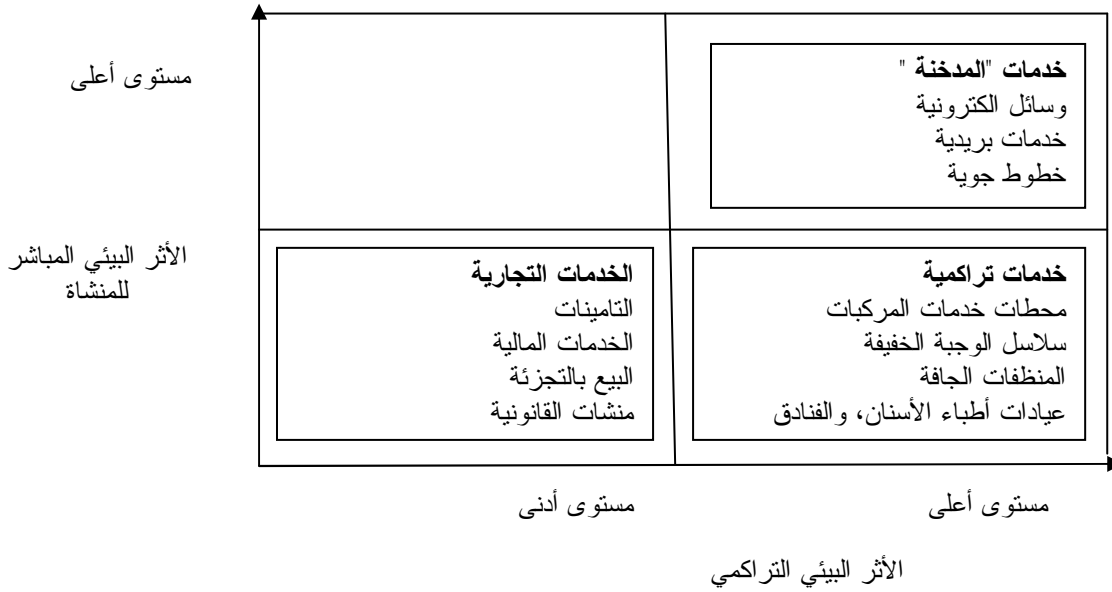 مستوى أعلى
خدمات "المدخنة "
وسائل الكترونية
خدمات بريدية
خطوط جوية
الأثر البيئي المباشر
للمنشاة
خدمات تراكمية
محطات خدمات المركبات
سلاسل الوجبة الخفيفة
المنظفات الجافة
عيادات أطباء الأسنان، والفنادق
الخدمات التجارية
التامينات
الخدمات المالية
البيع بالتجزئة
منشات القانونية
مستوى أعلى
مستوى أدنى
الأثر البيئي التراكمي